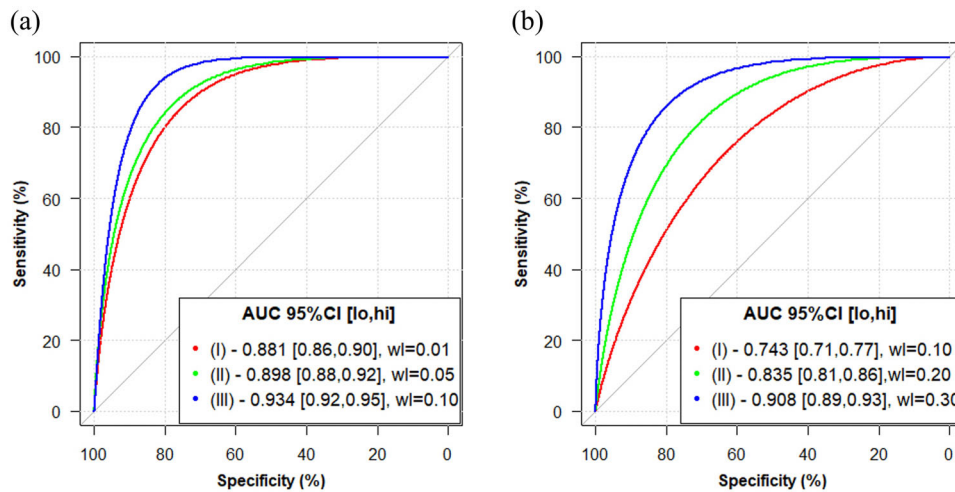 (a)
100
80
60
40
20
0
Sensitivity (%)
AUC 95%CI [lo,hi]
(I) - 0.881 [0.86,0.90], wl=0.01
(II) - 0.898 [0.88,0.92], wl=0.05
(III) - 0.934 [0.92,0.95], wl=0.10
100 80 60 40 20 0
Specificity (%)
(b)
100
80
60
40
20
0
Sensitivity (%)
AUC 95%CI [lo,hi]
(I) - 0.743 [0.71,0.77], wl=0.10
(II) - 0.835 [0.81,0.86],wl=0.20
(III) - 0.908 [0.89,0.93], wl=0.30
100 80 60 40 20 0
Specificity (%)